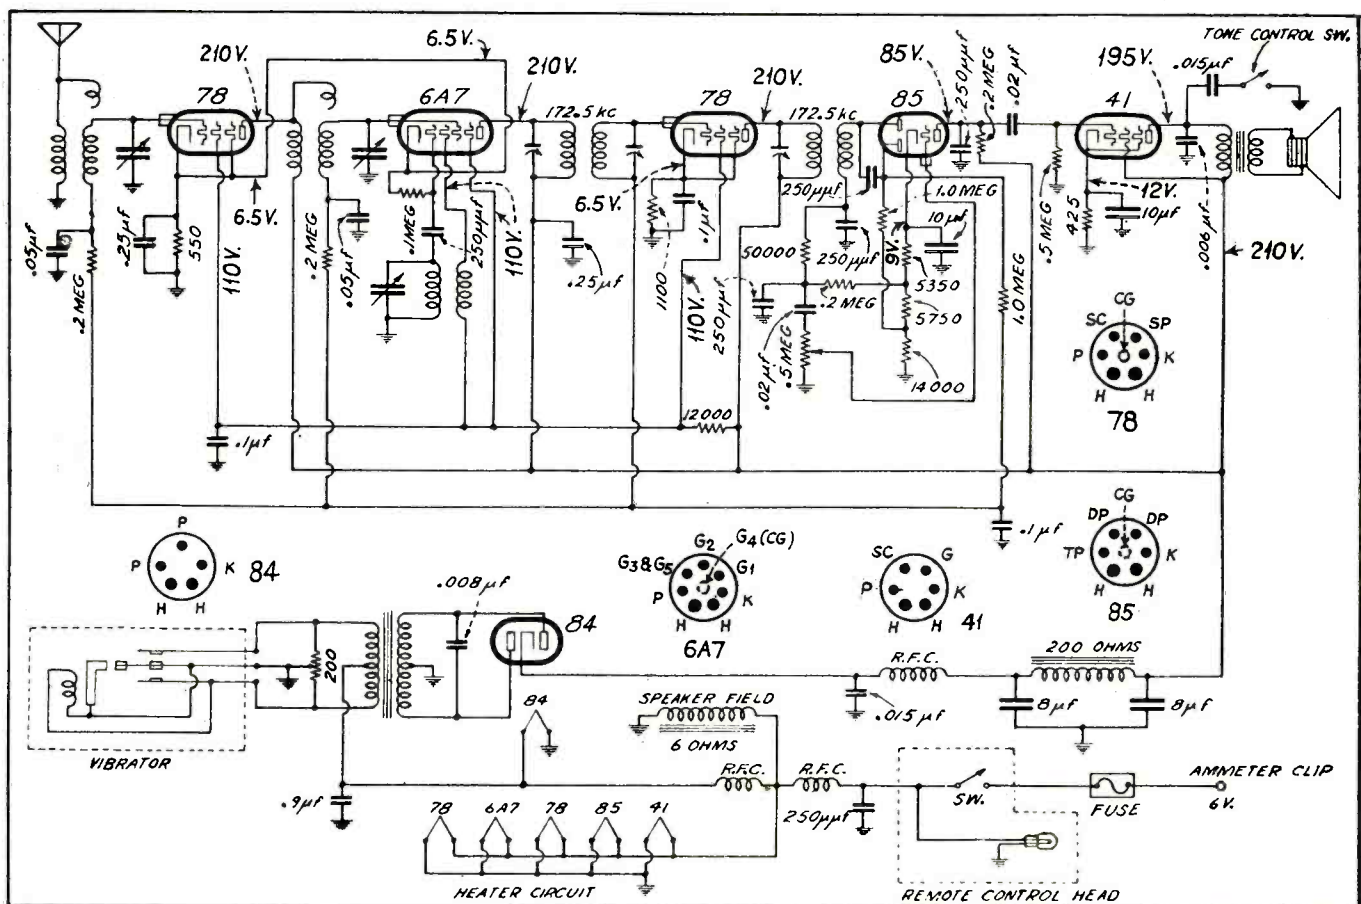 TONE CONTROL SW.
6.5V.
210V.
78
6A7
210V.
172.5 KC
78
210V.
172.5 KC
85
85V.
250µµf
.2 MEG
.02 µf
195V.
41
.015µf
6.5V.
.05µf
.2 MEG
.25µf
550
110V.
.2 MEG
.05µf
.1MEG
250µµf
110V.
.25µf
6.5V.
1100
.1µf
110V.
250µµf
50000
250µµf
250µµf
.2 MEG
1.0 MEG
10µf
9V.
5350
5750
14000
.02µf
.5 MEG
1.0 MEG
.5 MEG
425
12V.
10µf
.006µf
210V.
CG
SC
SP
P
K
H
H
78
12000
.1µf
.1µf
P
P
K
H
H
84
G2
G4(CG)
G3&G5
G1
P
K
H
H
6A7
SC
G
P
K
H
H
41
CG
DP
DP
TP
K
H
H
85
.008µf
84
200
VIBRATOR
R.F.C.
200 OHMS
.015µf
8µf
8µf
84
SPEAKER FIELD
6 OHMS
R.F.C.
R.F.C.
SW.
FUSE
AMMETER CLIP
6V.
.9µf
250µµf
78
6A7
78
85
41
HEATER CIRCUIT
REMOTE CONTROL HEAD